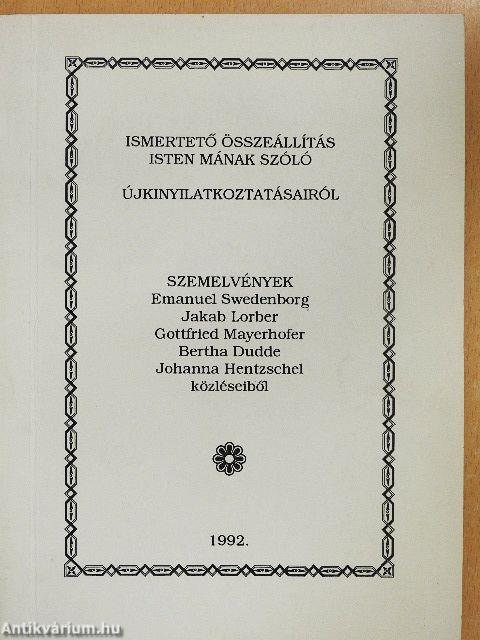 ISMERTETŐ ÖSSZEÁLLÍTÁS
ISTEN MÁNAK SZÓLÓ
ÚJKINYILATKOZTATÁSAIRÓL
SZEMELVÉNYEK
Emanuel Swedenborg
Jakab Lorber
Gottfried Mayerhofer
Bertha Dudde
Johanna Hentzschel
közléseiből
1992.
Antikvárium.hu